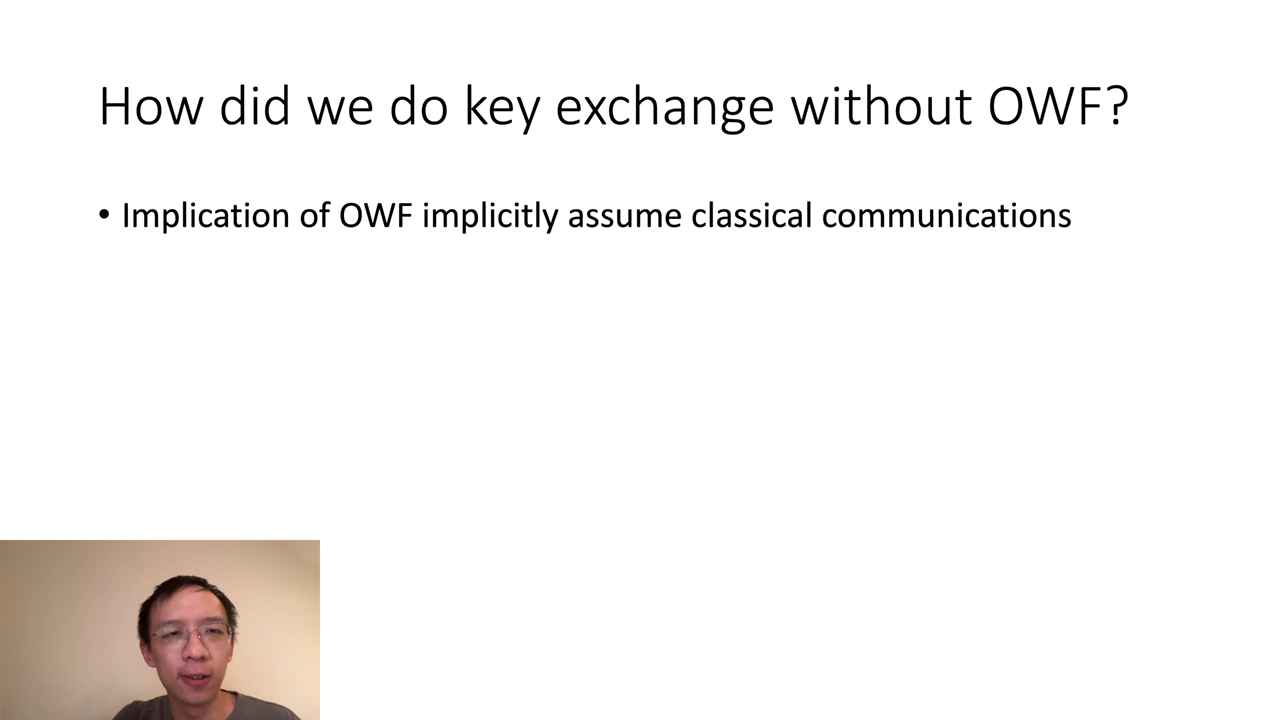 How did we do key exchange without OWF?
• Implication of OWF implicitly assume classical communications